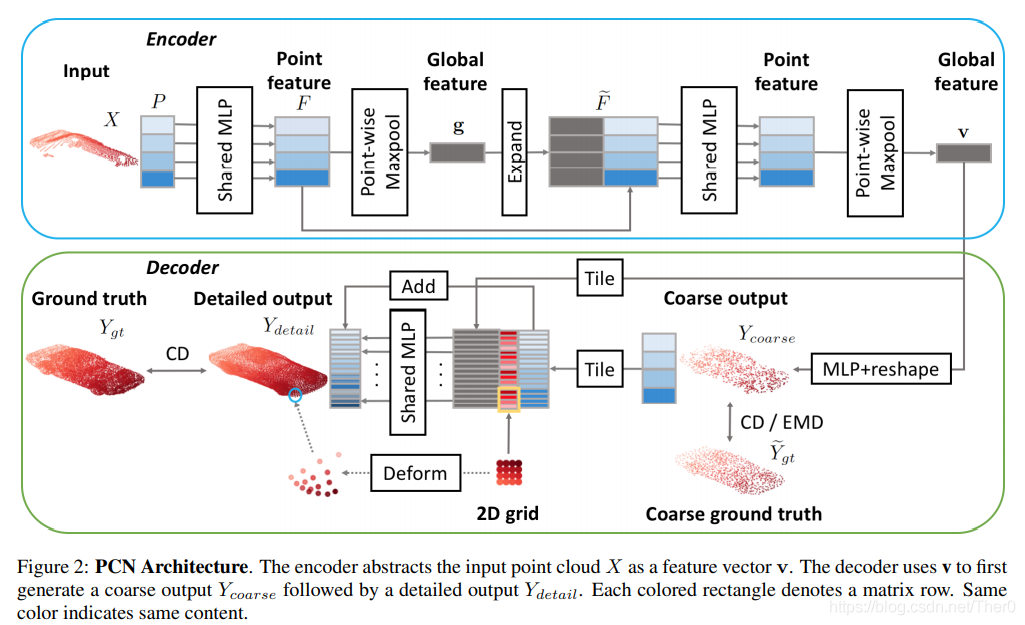 Encoder
Input
Point feature
Global feature
Point feature
Global feature
X
P
F
g
F̃
v
Shared MLP
Point-wise Maxpool
Expand
Shared MLP
Point-wise Maxpool
Decoder
Ground truth
Detailed output
Add
Tile
Coarse output
Y_gt
Y_detail
Y_coarse
CD
Shared MLP
Tile
MLP+reshape
CD / EMD
Ỹ_gt
Deform
2D grid
Coarse ground truth
Figure 2: PCN Architecture. The encoder abstracts the input point cloud X as a feature vector v. The decoder uses v to first
generate a coarse output Y_coarse followed by a detailed output Y_detail. Each colored rectangle denotes a matrix row. Same
color indicates same content.
https://blog.csdn.net/Ther0